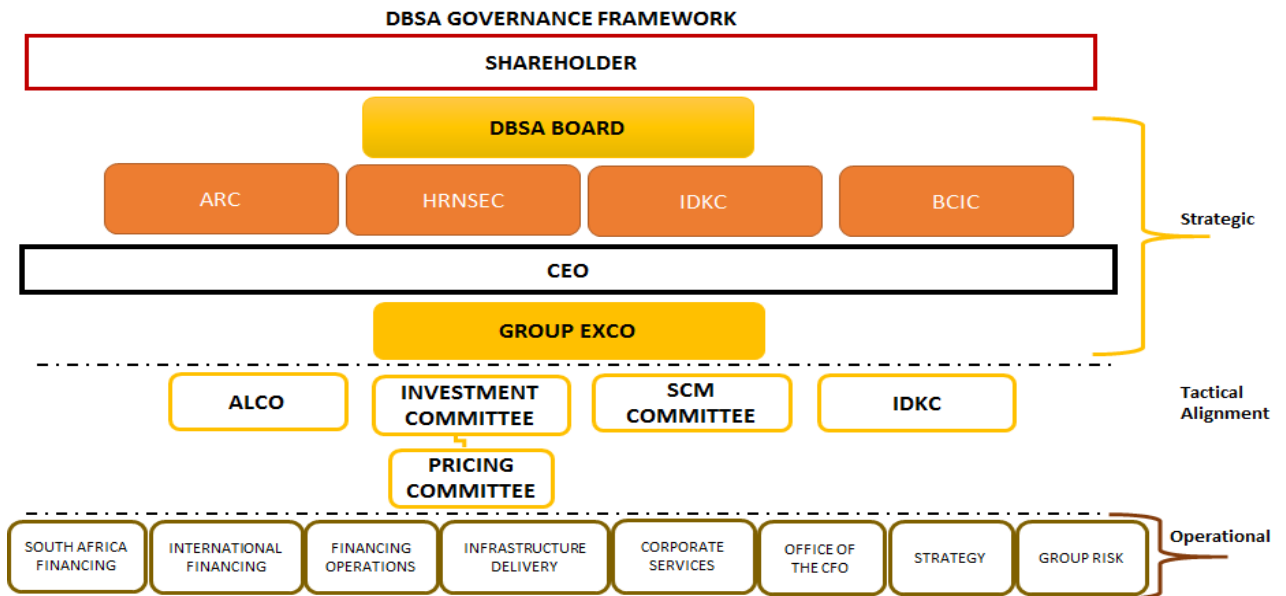 DBSA GOVERNANCE FRAMEWORK
SHAREHOLDER
DBSA BOARD
ARC
HRNSEC
IDKC
BCIC
Strategic
CEO
GROUP EXCO
ALCO
INVESTMENT
COMMITTEE
SCM
COMMITTEE
IDKC
Tactical
Alignment
PRICING
COMMITTEE
SOUTH AFRICA
FINANCING
INTERNATIONAL
FINANCING
FINANCING
OPERATIONS
INFRASTRUCTURE
DELIVERY
CORPORATE
SERVICES
OFFICE OF
THE CFO
STRATEGY
GROUP RISK
Operational